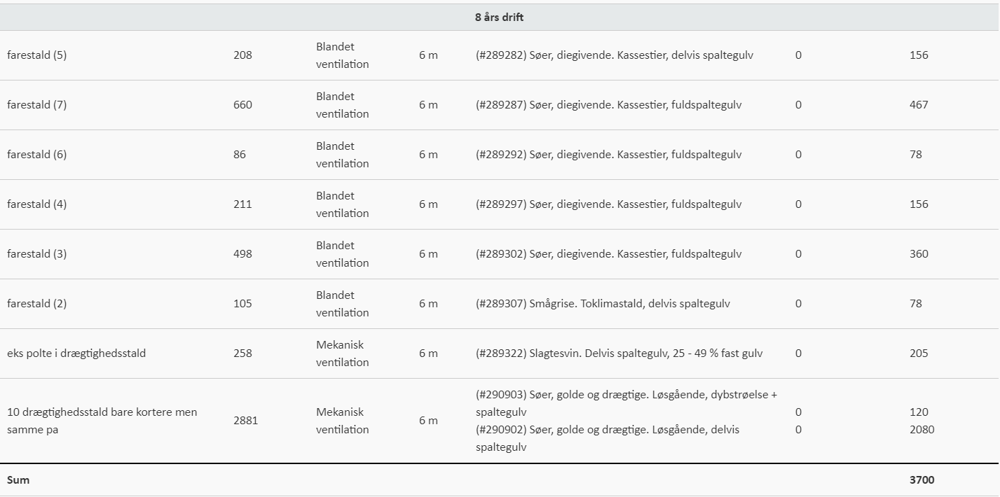 8 års drift
farestald (5) 208 Blandet ventilation 6 m (#289282) Søer, diegivende. Kassestier, delvis spaltegulv 0 156
farestald (7) 660 Blandet ventilation 6 m (#289287) Søer, diegivende. Kassestier, fuldspaltegulv 0 467
farestald (6) 86 Blandet ventilation 6 m (#289292) Søer, diegivende. Kassestier, fuldspaltegulv 0 78
farestald (4) 211 Blandet ventilation 6 m (#289297) Søer, diegivende. Kassestier, fuldspaltegulv 0 156
farestald (3) 498 Blandet ventilation 6 m (#289302) Søer, diegivende. Kassestier, fuldspaltegulv 0 360
farestald (2) 105 Blandet ventilation 6 m (#289307) Smågrise. Toklimastald, delvis spaltegulv 0 78
eks polte i drægtighedsstald 258 Mekanisk ventilation 6 m (#289322) Slagtesvin. Delvis spaltegulv, 25 - 49 % fast gulv 0 205
10 drægtighedsstald bare kortere men samme pa 2881 Mekanisk ventilation 6 m (#290903) Søer, golde og drægtige. Løsgående, dybstrøelse + spaltegulv 0 120
(#290902) Søer, golde og drægtige. Løsgående, delvis spaltegulv 0 2080
Sum 3700